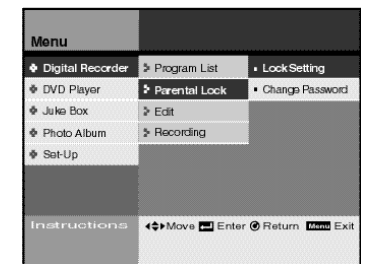 Menu
Digital Recorder
Program List
Lock Setting
DVD Player
Parental Lock
Change Password
Juke Box
Edit
Photo Album
Recording
Set-Up
Instructions
Move Enter Return Menu Exit